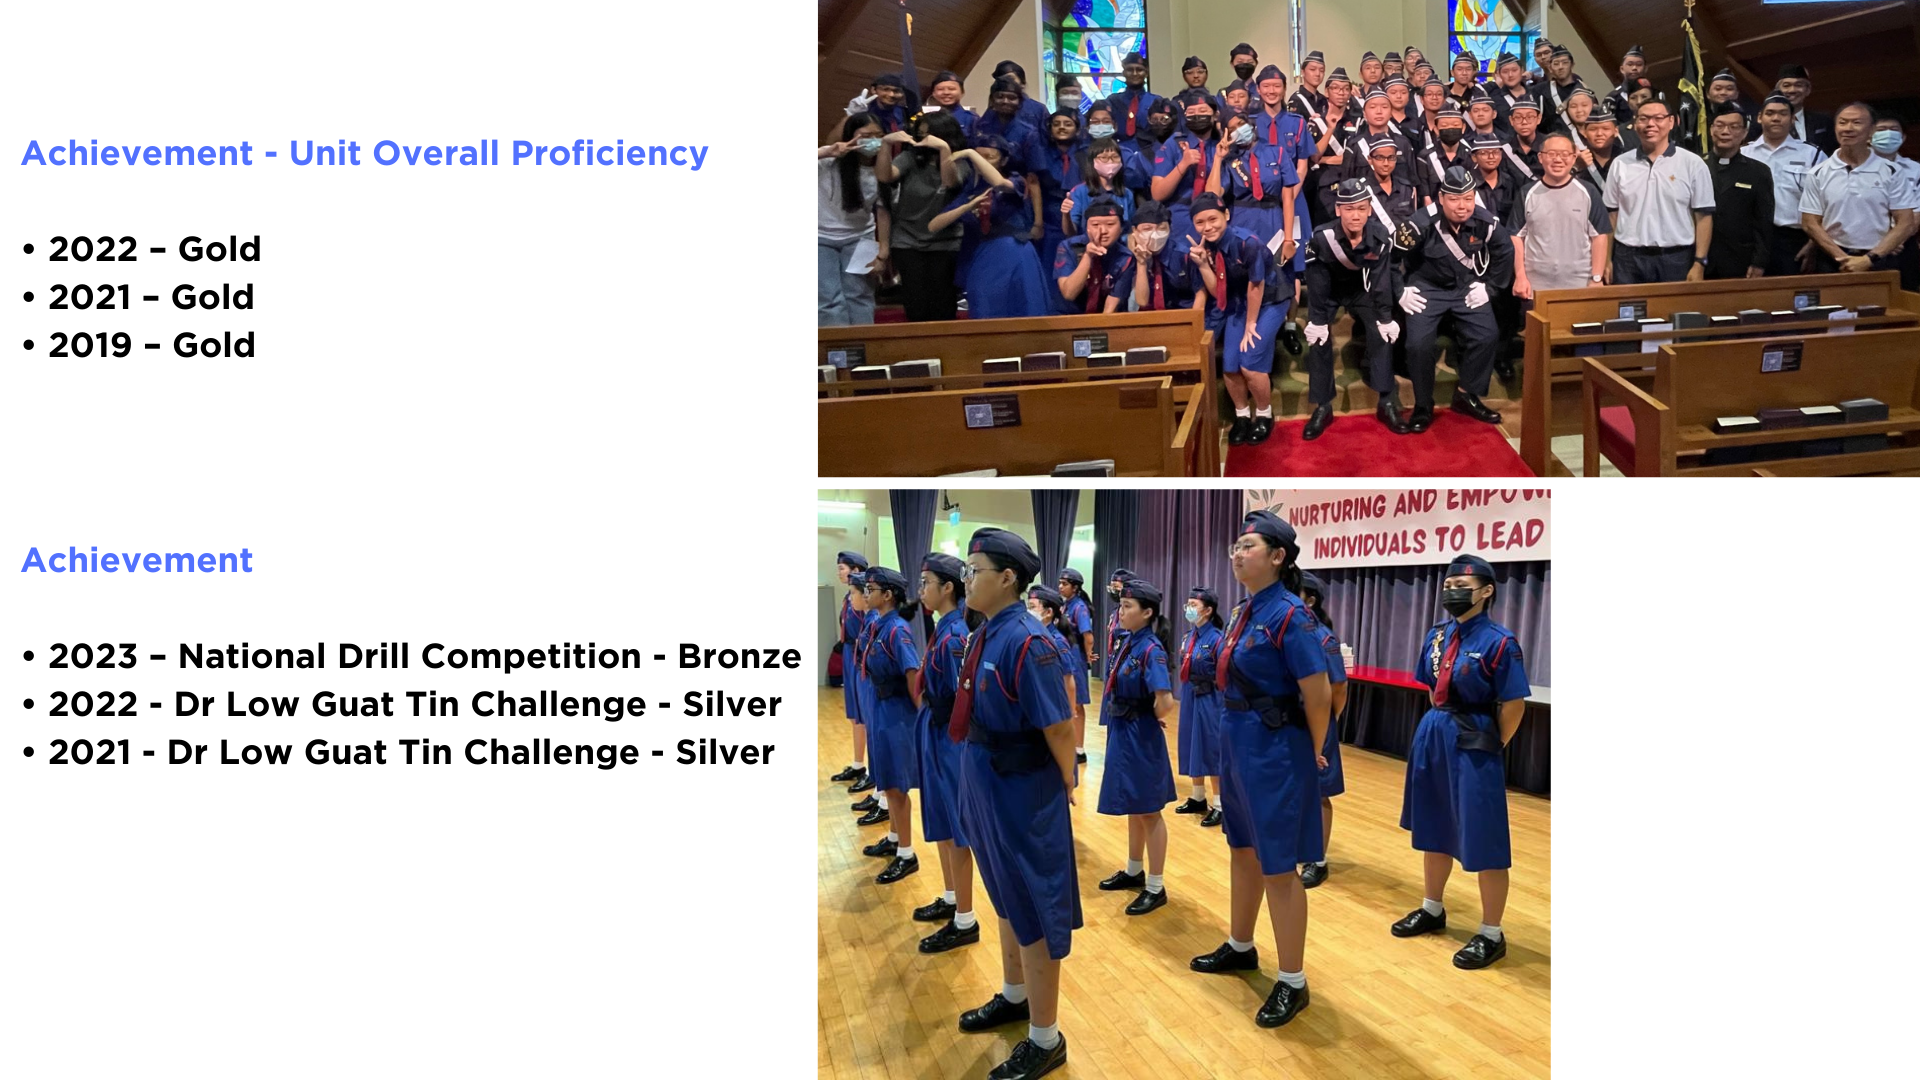 Achievement - Unit Overall Proficiency
• 2022 – Gold
• 2021 – Gold
• 2019 – Gold
Achievement
• 2023 – National Drill Competition - Bronze
• 2022 - Dr Low Guat Tin Challenge - Silver
• 2021 - Dr Low Guat Tin Challenge - Silver
NURTURING AND EMPOW
INDIVIDUALS TO LEAD